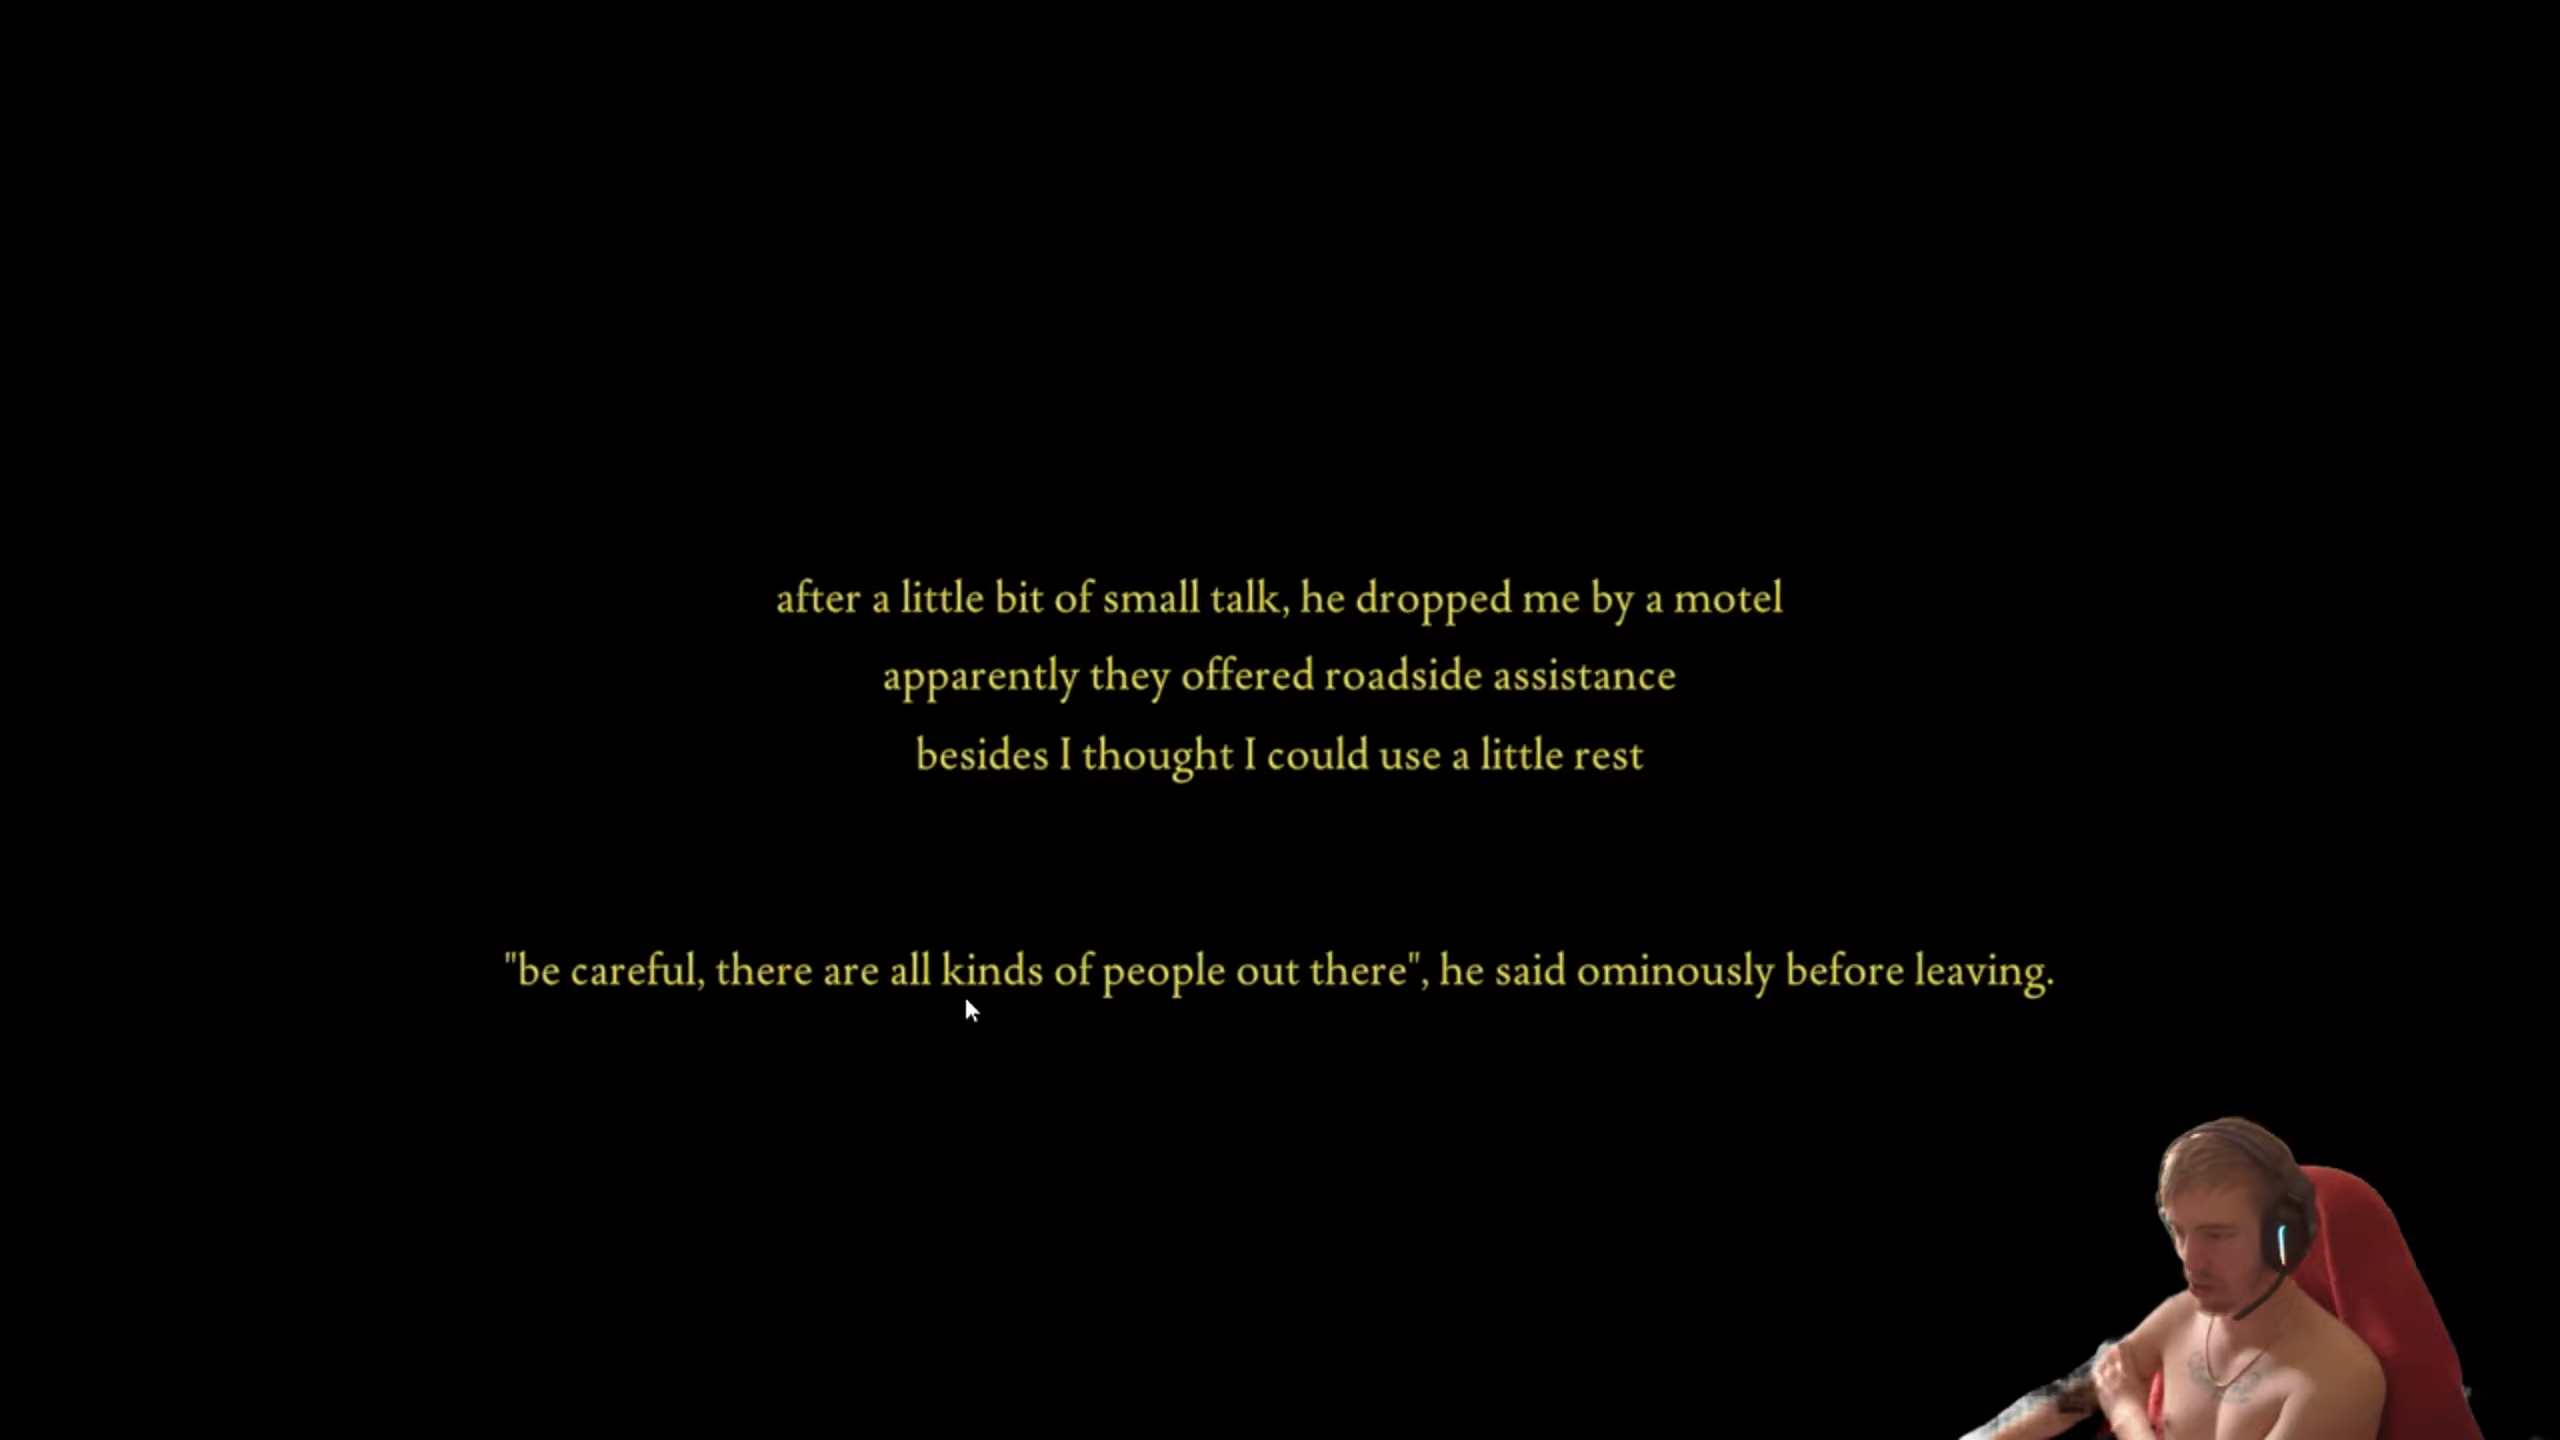 after a little bit of small talk, he dropped me by a motel
apparently they offered roadside assistance
besides I thought I could use a little rest
"be careful, there are all kinds of people out there", he said ominously before leaving.